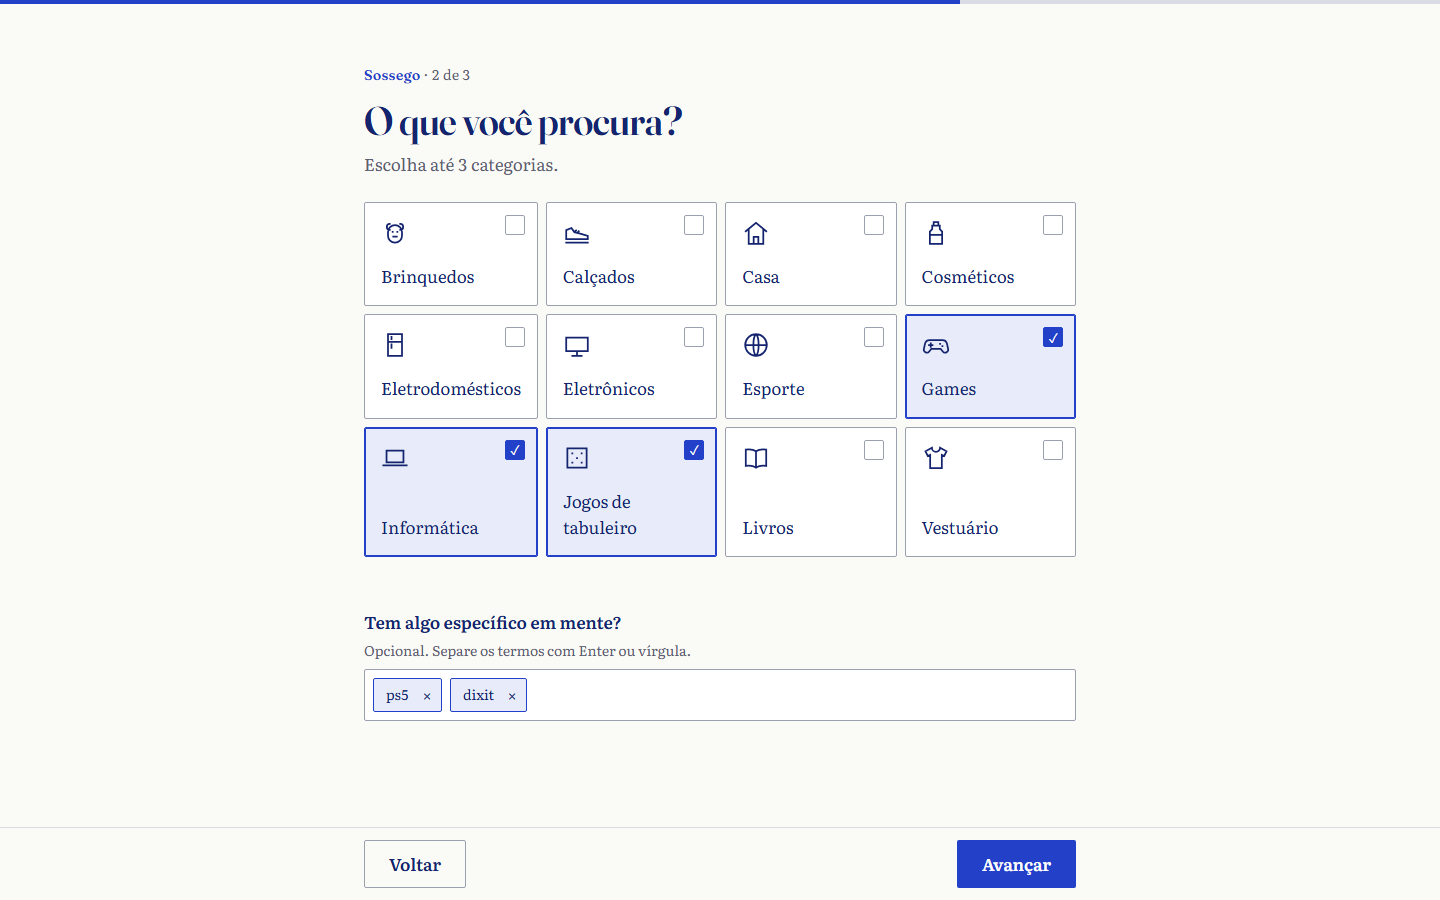 Sossego · 2 de 3
O que você procura?
Escolha até 3 categorias.
Brinquedos
Calçados
Casa
Cosméticos
Eletrodomésticos
Eletrônicos
Esporte
Games
Informática
Jogos de
tabuleiro
Livros
Vestuário
Tem algo específico em mente?
Opcional. Separe os termos com Enter ou vírgula.
ps5 ×
dixit ×
Voltar
Avançar